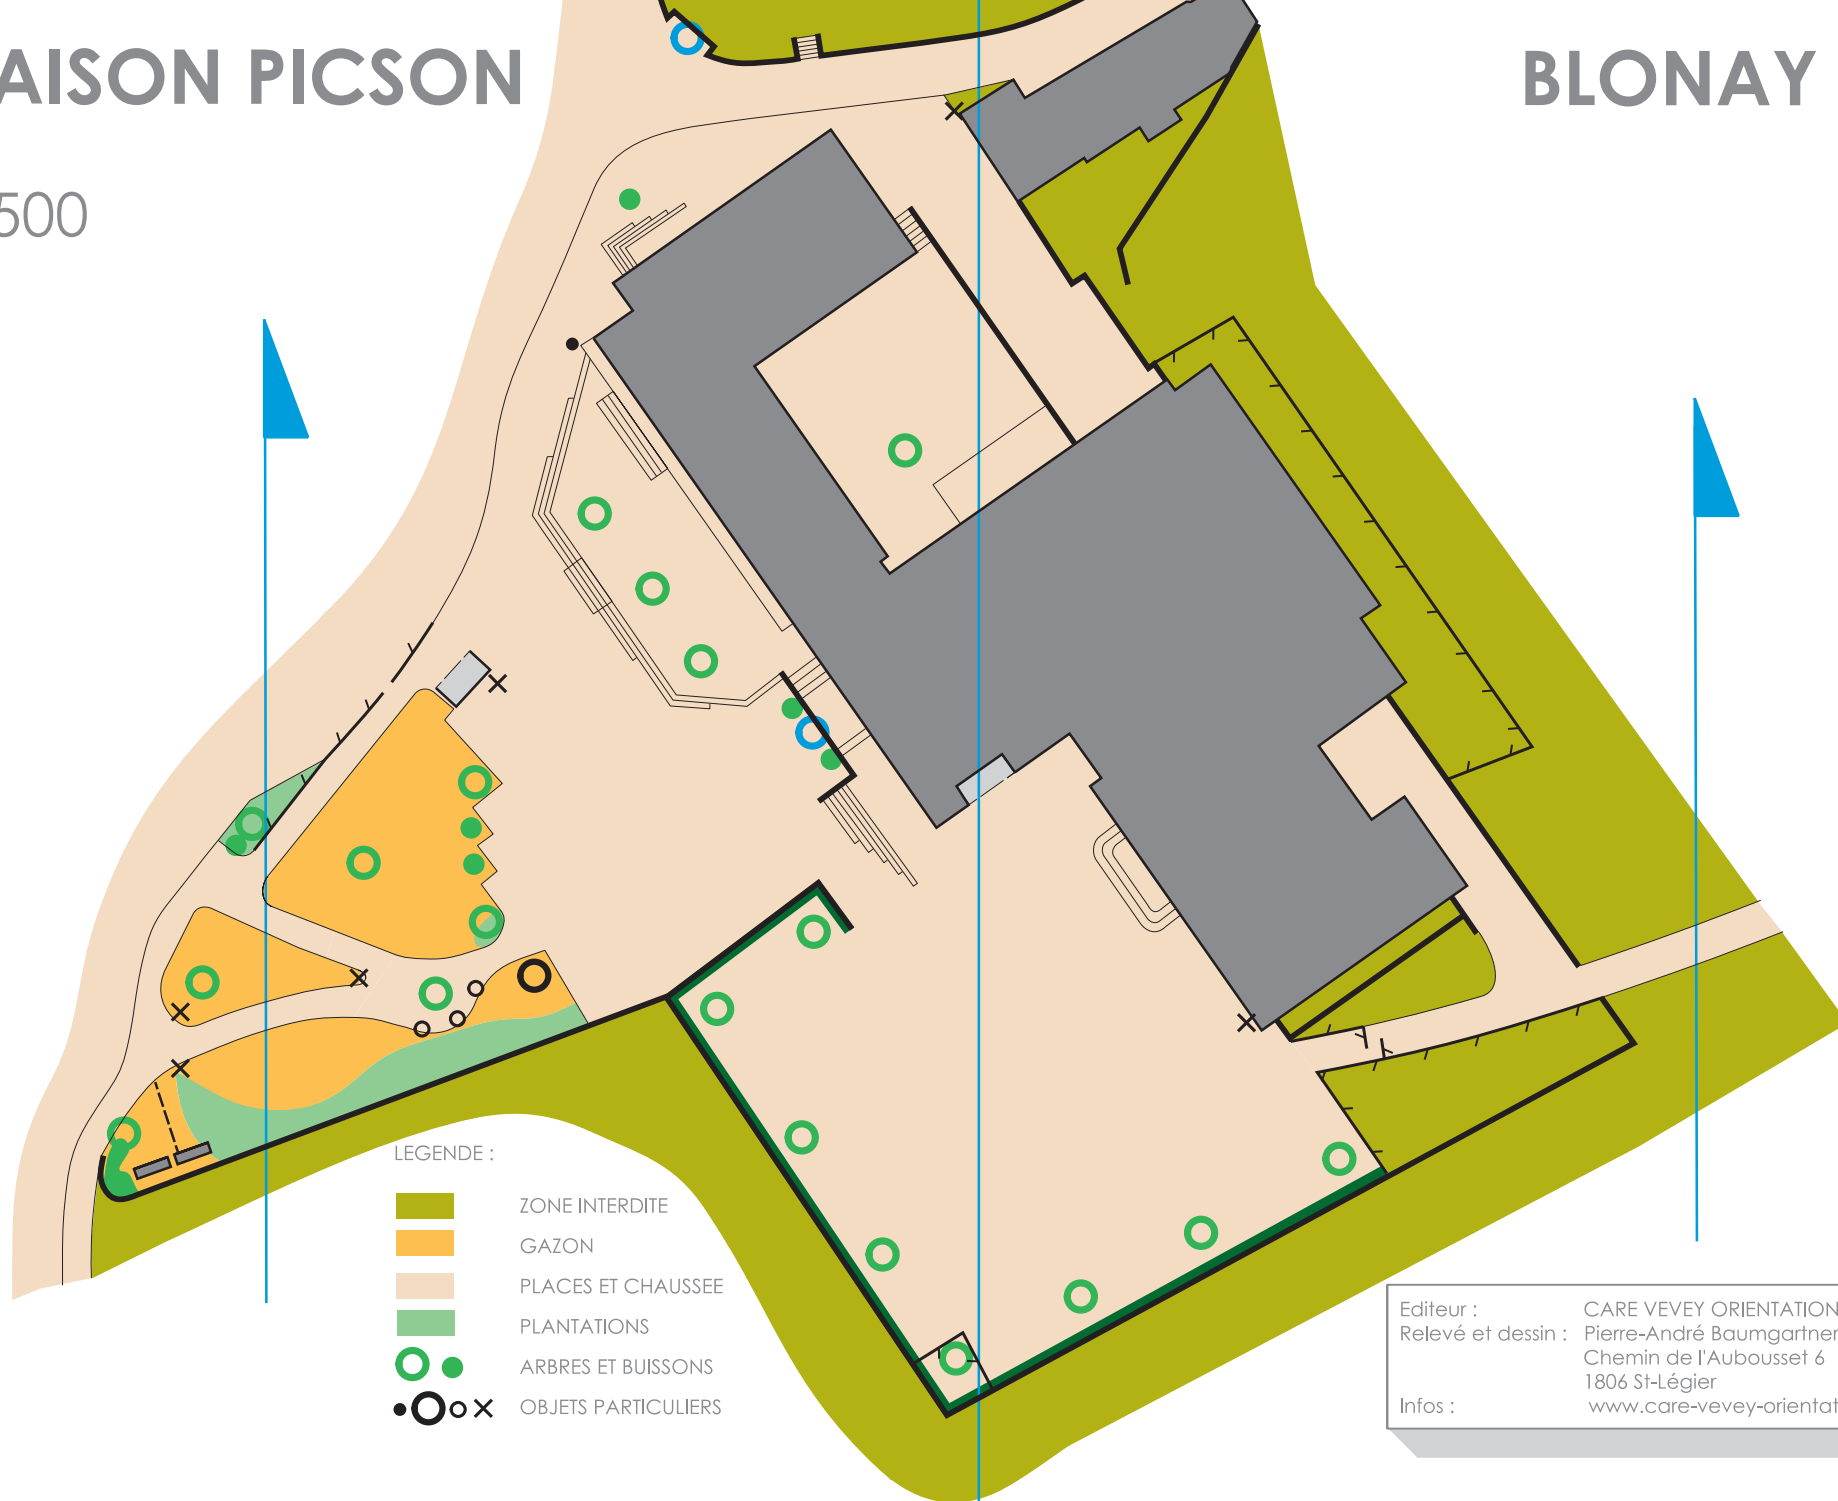 AISON PICSON
BLONAY
500
LEGENDE :
ZONE INTERDITE
GAZON
PLACES ET CHAUSSEE
PLANTATIONS
ARBRES ET BUISSONS
OBJETS PARTICULIERS
Editeur : CARE VEVEY ORIENTATION
Relevé et dessin : Pierre-André Baumgartner
Chemin de l'Aubousset 6
1806 St-Légier
Infos : www.care-vevey-orientat